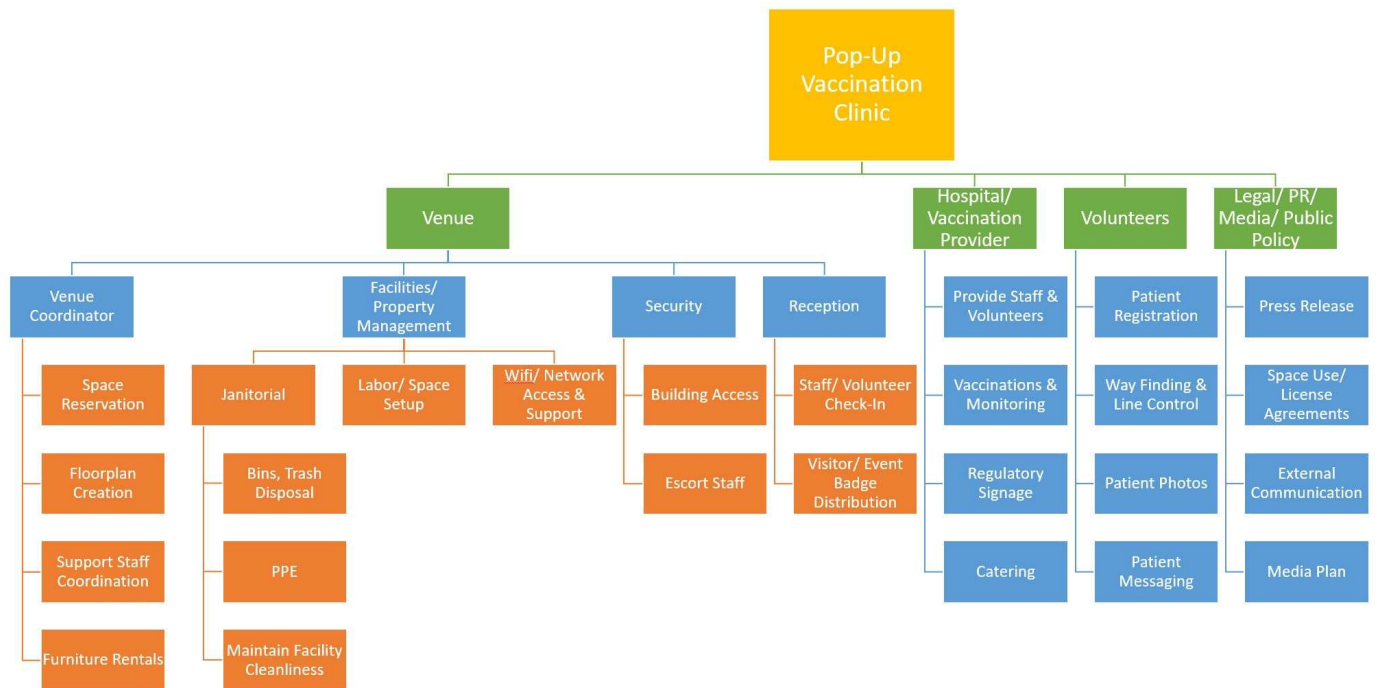 Pop-Up
Vaccination
Clinic
Venue
Hospital/
Vaccination
Provider
Volunteers
Legal/ PR/
Media/ Public
Policy
Venue
Coordinator
Facilities/
Property
Management
Security
Reception
Provide Staff &
Volunteers
Patient
Registration
Press Release
Space
Reservation
Janitorial
Labor/ Space
Setup
Wifi/ Network
Access &
Support
Building Access
Staff/ Volunteer
Check-In
Vaccinations &
Monitoring
Way Finding &
Line Control
Space Use/
License
Agreements
Floorplan
Creation
Bins, Trash
Disposal
Escort Staff
Visitor/ Event
Badge
Distribution
Regulatory
Signage
Patient Photos
External
Communication
Support Staff
Coordination
PPE
Catering
Patient
Messaging
Media Plan
Furniture Rentals
Maintain Facility
Cleanliness